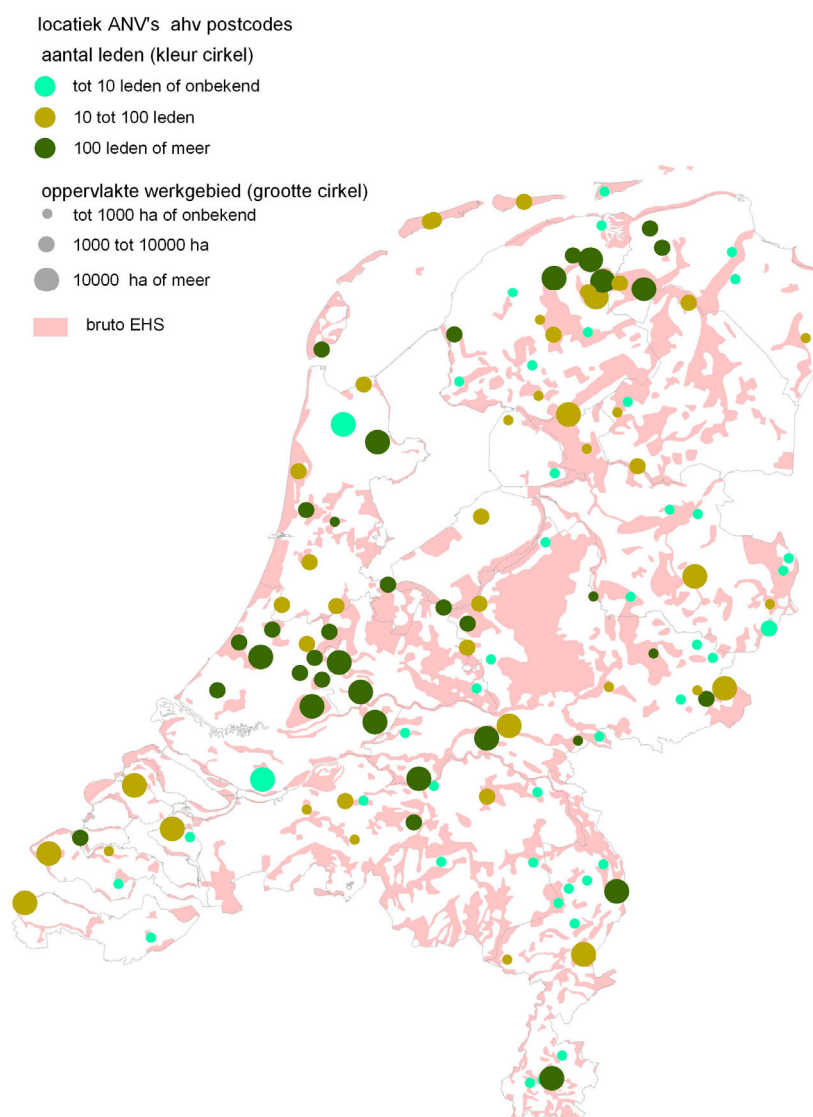 locatiek ANV's ahv postcodes
aantal leden (kleur cirkel)
tot 10 leden of onbekend
10 tot 100 leden
100 leden of meer
oppervlakte werkgebied (grootte cirkel)
tot 1000 ha of onbekend
1000 tot 10000 ha
10000 ha of meer
bruto EHS